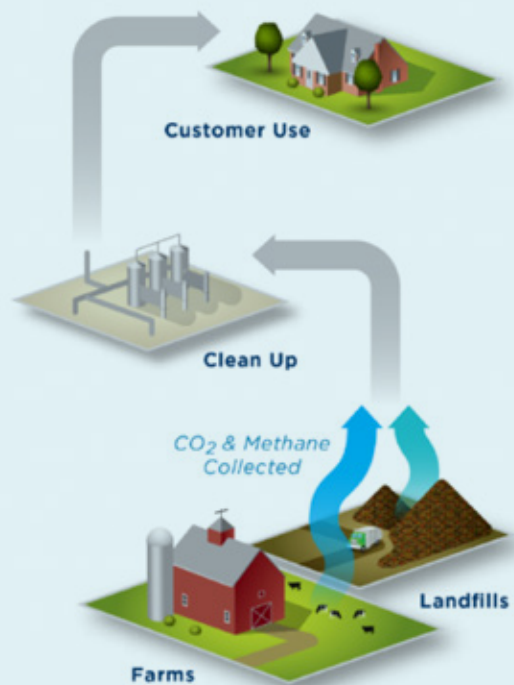 Customer Use
Clean Up
CO₂ & Methane
Collected
Landfills
Farms